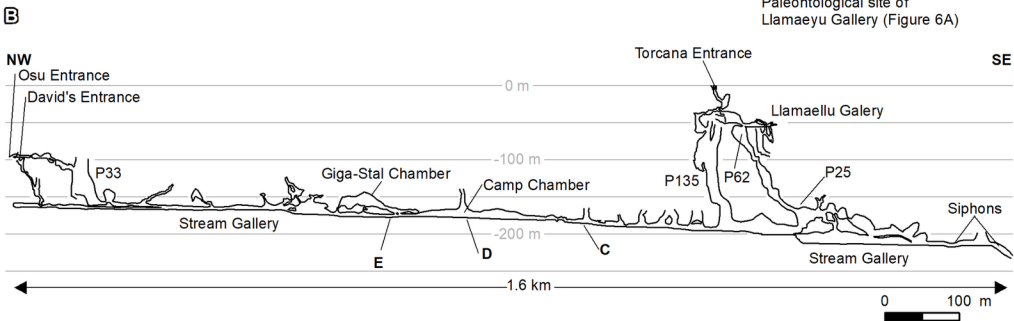 Paleontological site of
Llamaeyu Gallery (Figure 6A)
B
NW
Osu Entrance
David's Entrance
Torcana Entrance
SE
0 m
Llamaellu Galery
-100 m
P33
Giga-Stal Chamber
Camp Chamber
P135
P62
P25
Siphons
Stream Gallery
-200 m
E
D
C
Stream Gallery
1.6 km
0 100 m